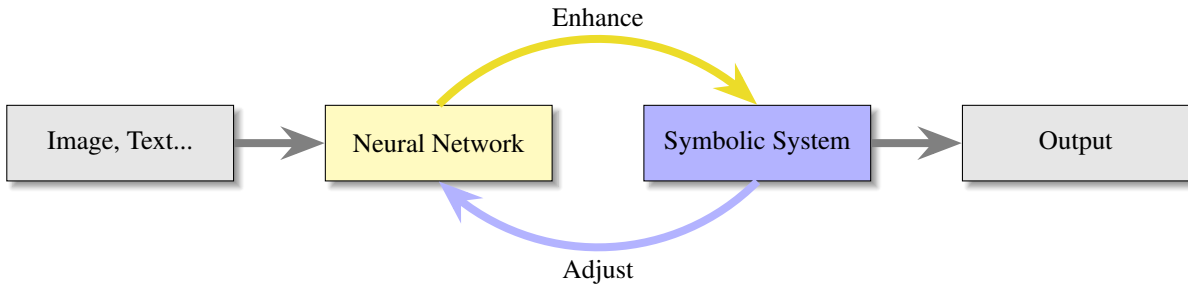 Enhance
Image, Text...
Neural Network
Symbolic System
Output
Adjust